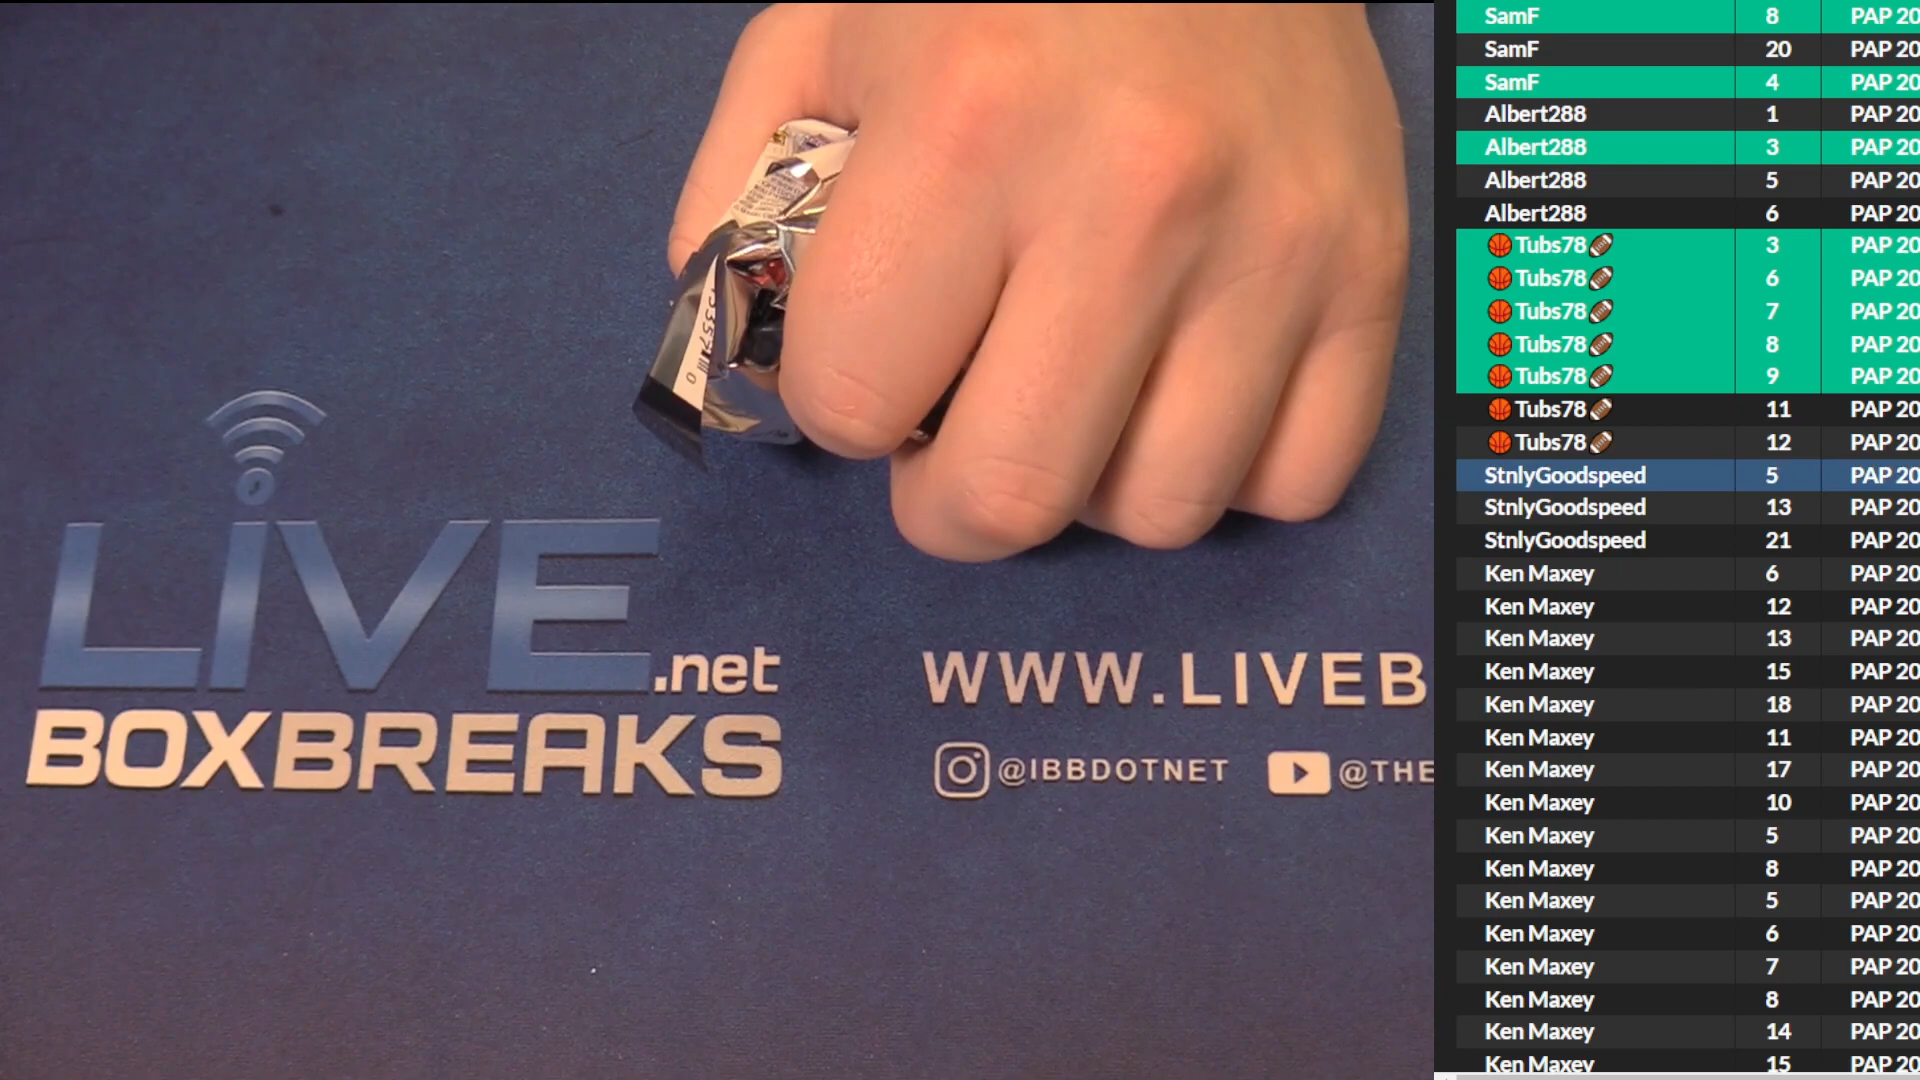 LIVE.net
BOXBREAKS
WWW.LIVEB
@IBBDOTNET
@THE
SamF 8 PAP 20
SamF 20 PAP 20
SamF 4 PAP 20
Albert288 1 PAP 20
Albert288 3 PAP 20
Albert288 5 PAP 20
Albert288 6 PAP 20
🏀Tubs78🏈 3 PAP 20
🏀Tubs78🏈 6 PAP 20
🏀Tubs78🏈 7 PAP 20
🏀Tubs78🏈 8 PAP 20
🏀Tubs78🏈 9 PAP 20
🏀Tubs78🏈 11 PAP 20
🏀Tubs78🏈 12 PAP 20
StnlyGoodspeed 5 PAP 20
StnlyGoodspeed 13 PAP 20
StnlyGoodspeed 21 PAP 20
Ken Maxey 6 PAP 20
Ken Maxey 12 PAP 20
Ken Maxey 13 PAP 20
Ken Maxey 15 PAP 20
Ken Maxey 18 PAP 20
Ken Maxey 11 PAP 20
Ken Maxey 17 PAP 20
Ken Maxey 10 PAP 20
Ken Maxey 5 PAP 20
Ken Maxey 8 PAP 20
Ken Maxey 5 PAP 20
Ken Maxey 6 PAP 20
Ken Maxey 7 PAP 20
Ken Maxey 8 PAP 20
Ken Maxey 14 PAP 20
Ken Maxey 15 PAP 20